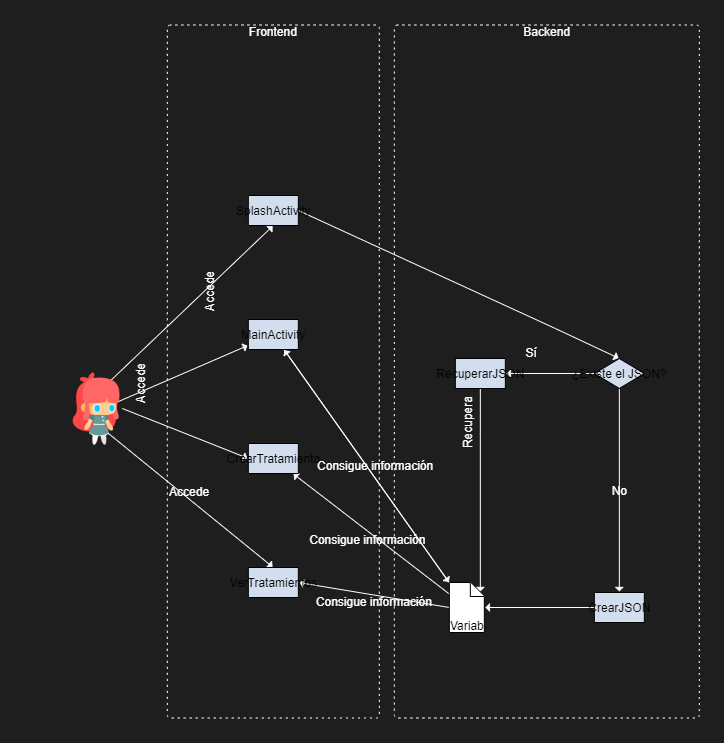 Frontend
Backend
SplashActivity
Accede
MainActivity
Accede
Sí
RecuperarJSON
¿Existe el JSON?
Recupera
CrearTratamiento
Consigue información
Accede
No
Consigue información
VerTratamientos
Consigue información
CrearJSON
Variab